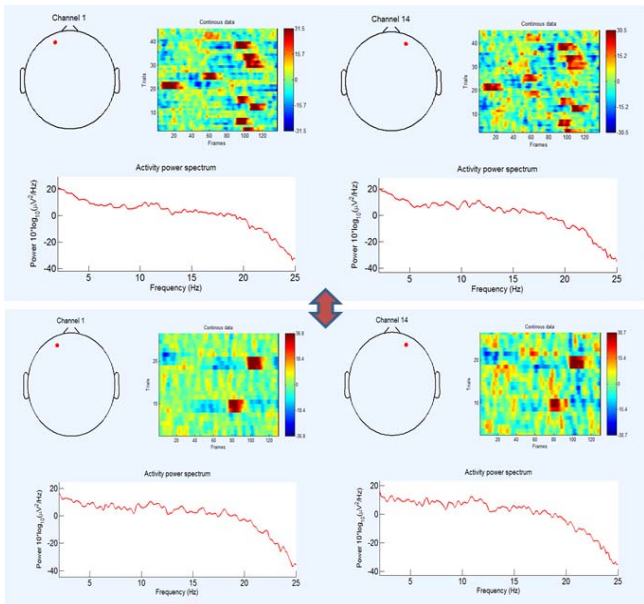 Channel 1
Continous data
Trials
40
30
20
10
20 40 60 80 100 120
Frames
31.5
15.7
0
-15.7
-31.5
Channel 14
Continous data
Trials
40
30
20
10
20 40 60 80 100 120
Frames
30.5
15.2
0
-15.2
-30.5
Activity power spectrum
Power 10*log10(μV2/Hz)
20
0
-20
-40
5 10 15 20 25
Frequency (Hz)
Activity power spectrum
Power 10*log10(μV2/Hz)
20
0
-20
-40
5 10 15 20 25
Frequency (Hz)
Channel 1
Continous data
Trials
20
10
20 40 60 80 100 120
Frames
0
Channel 14
Continous data
Trials
20
10
20 40 60 80 100 120
Frames
0
Activity power spectrum
Power 10*log10(μV2/Hz)
20
0
-20
-40
5 10 15 20 25
Frequency (Hz)
Activity power spectrum
Power 10*log10(μV2/Hz)
20
0
-20
-40
5 10 15 20 25
Frequency (Hz)